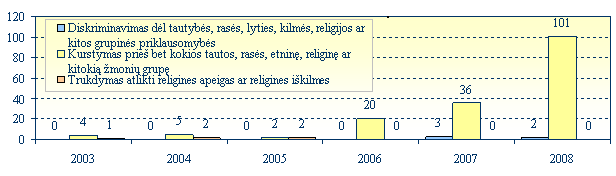 Diskriminavimas dėl tautybės, rasės, lyties, kilmės, religijos ar
kitos grupinės priklausomybės
Kurstymas prieš bet kokios tautos, rasės, etninę, religinę ar
kitokią žmonių grupę
Trukdymas atlikti religines apeigas ar religines iškilmes
120
100
80
60
40
20
0
0 4 1 0 5 2 0 2 2 0 20 0 3 36 0 2 101 0
2003 2004 2005 2006 2007 2008